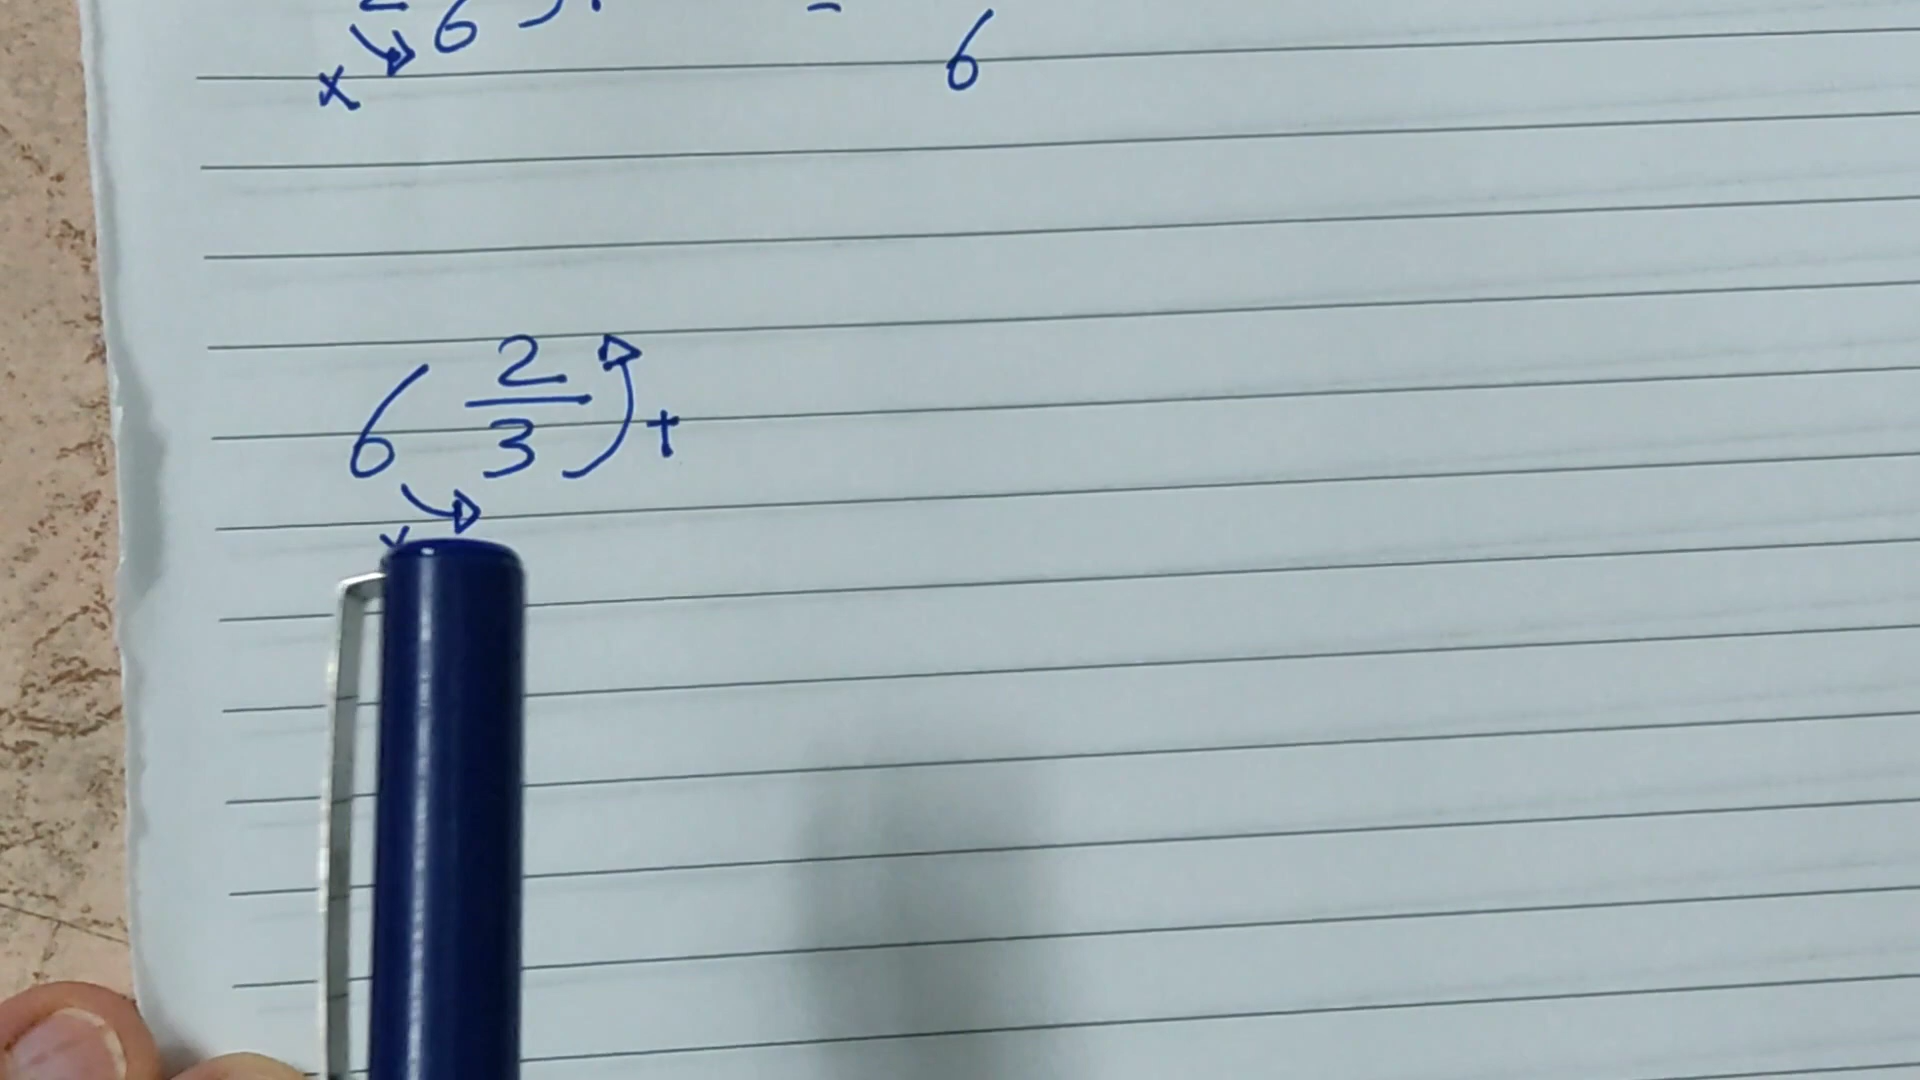 6 =
× 6
6 2/3 +
×